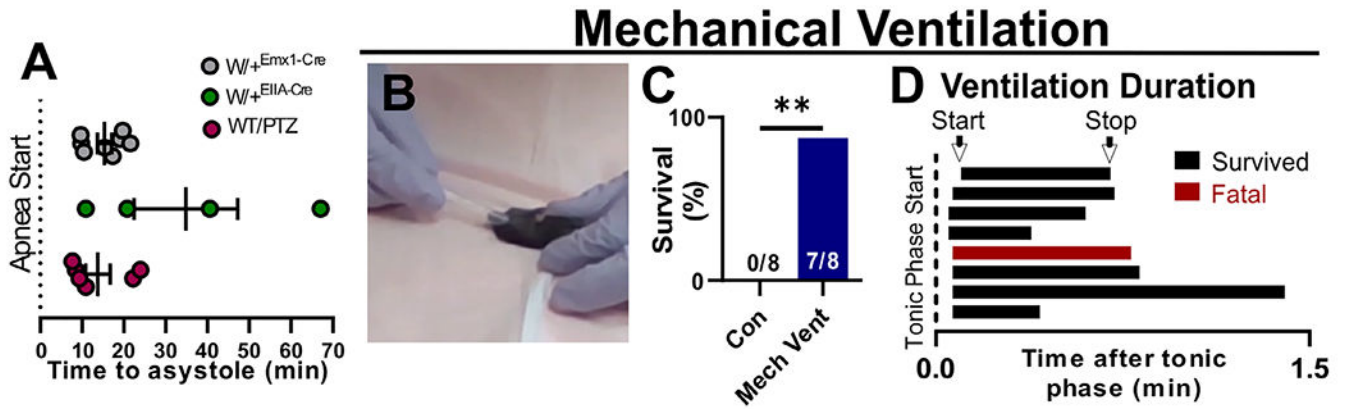 Mechanical Ventilation
A
W/+Emx1-Cre
W/+EIIA-Cre
WT/PTZ
Apnea Start
0 10 20 30 40 50 60 70
Time to asystole (min)
B
C
**
100
Survival
(%)
0
0/8 7/8
Con
Mech Vent
D Ventilation Duration
Start Stop
Survived
Fatal
Tonic Phase Start
0.0 1.5
Time after tonic
phase (min)